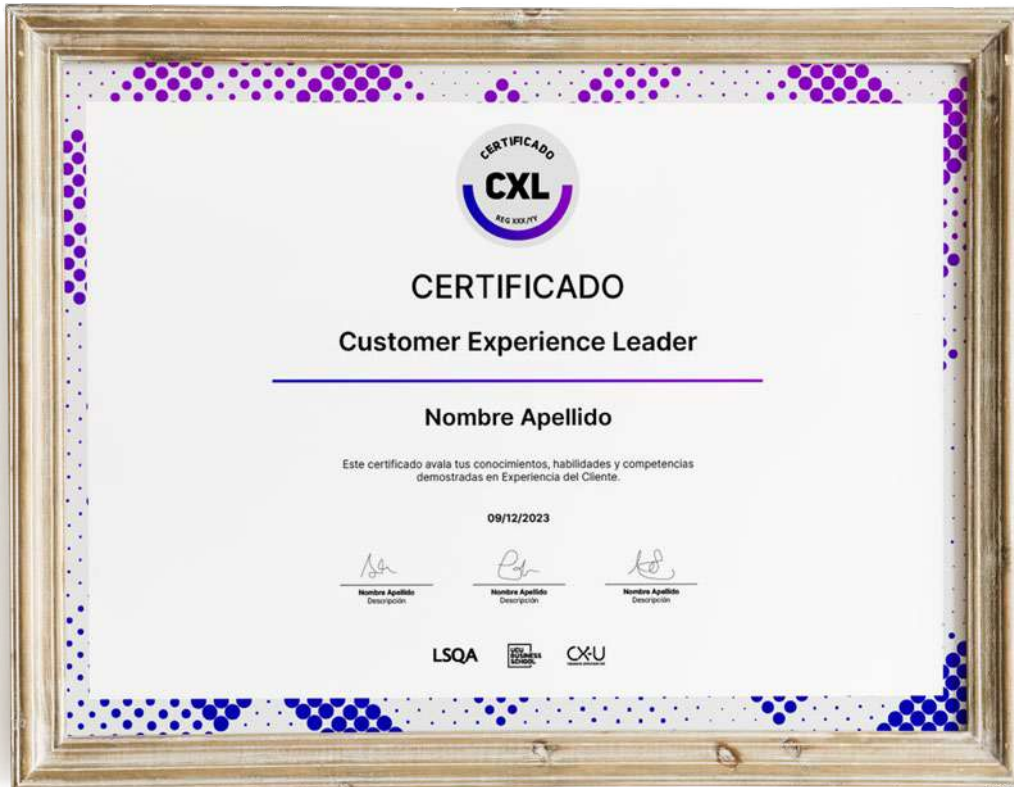 CERTIFICADO
CXL
REG XXX/YY
CERTIFICADO
Customer Experience Leader
Nombre Apellido
Este certificado avala tus conocimientos, habilidades y competencias
demostradas en Experiencia del Cliente.
09/12/2023
Nombre Apellido Nombre Apellido Nombre Apellido
Descripción Descripción Descripción
LSQA UCU BUSINESS SCHOOL CX-U